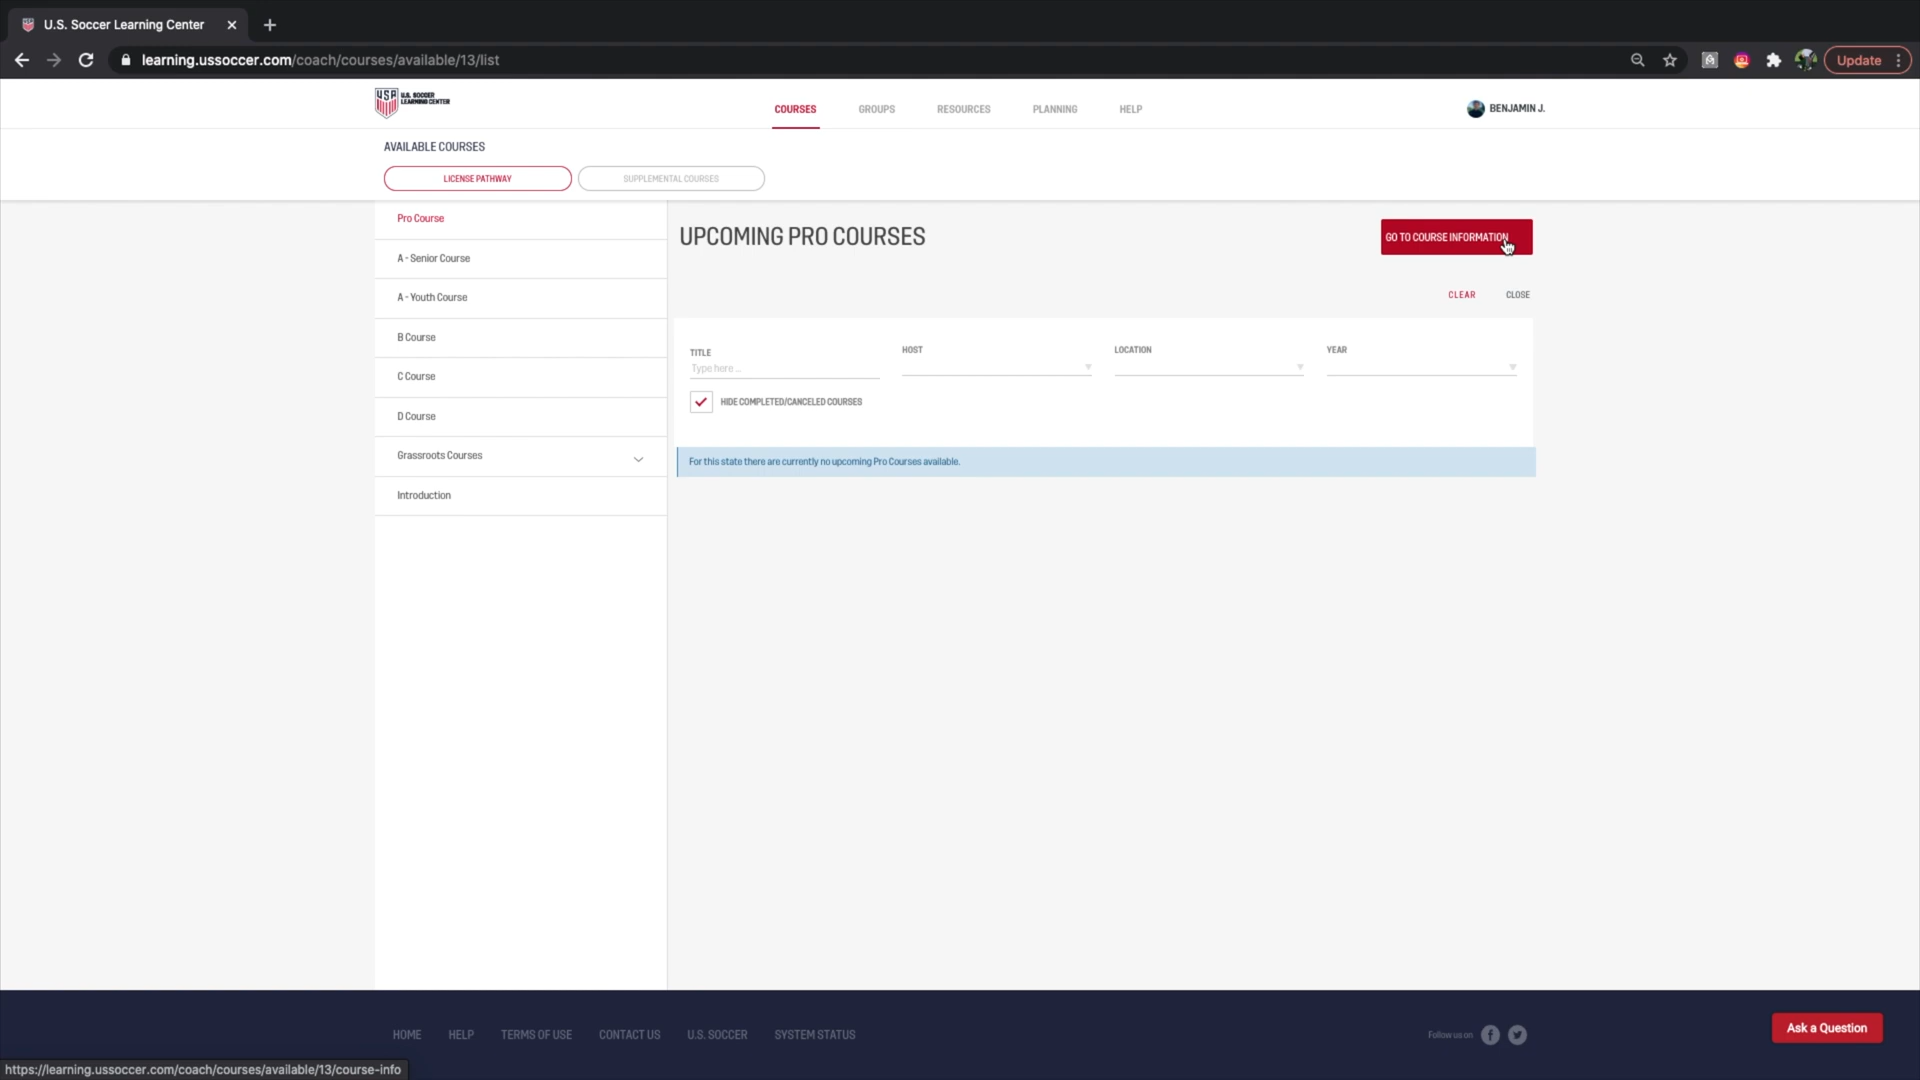 U.S. Soccer Learning Center
learning.ussoccer.com/coach/courses/available/13/list
Update
U.S. SOCCER
LEARNING CENTER
COURSES
GROUPS
RESOURCES
PLANNING
HELP
BENJAMIN J.
AVAILABLE COURSES
LICENSE PATHWAY
SUPPLEMENTAL COURSES
Pro Course
A - Senior Course
A - Youth Course
B Course
C Course
D Course
Grassroots Courses
Introduction
UPCOMING PRO COURSES
GO TO COURSE INFORMATION
CLEAR
CLOSE
TITLE
Type here ...
HOST
LOCATION
YEAR
HIDE COMPLETED/CANCELED COURSES
For this state there are currently no upcoming Pro Courses available.
HOME
HELP
TERMS OF USE
CONTACT US
U.S. SOCCER
SYSTEM STATUS
Follow us on
Ask a Question
https://learning.ussoccer.com/coach/courses/available/13/course-info